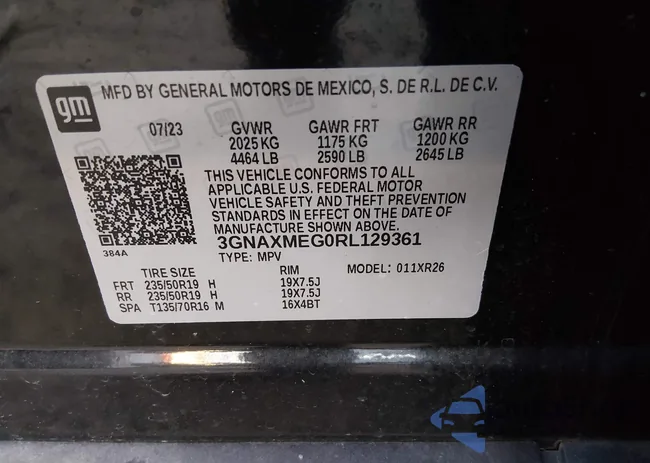 gm
MFD BY GENERAL MOTORS DE MEXICO, S. DE R.L. DE C.V.
07/23 GVWR GAWR FRT GAWR RR
2025 KG 1175 KG 1200 KG
4464 LB 2590 LB 2645 LB
THIS VEHICLE CONFORMS TO ALL
APPLICABLE U.S. FEDERAL MOTOR
VEHICLE SAFETY AND THEFT PREVENTION
STANDARDS IN EFFECT ON THE DATE OF
MANUFACTURE SHOWN ABOVE.
3GNAXMEG0RL129361
384A
TYPE: MPV MODEL: 011XR26
TIRE SIZE RIM
FRT 235/50R19 H 19X7.5J
RR 235/50R19 H 19X7.5J
SPA T135/70R16 M 16X4BT